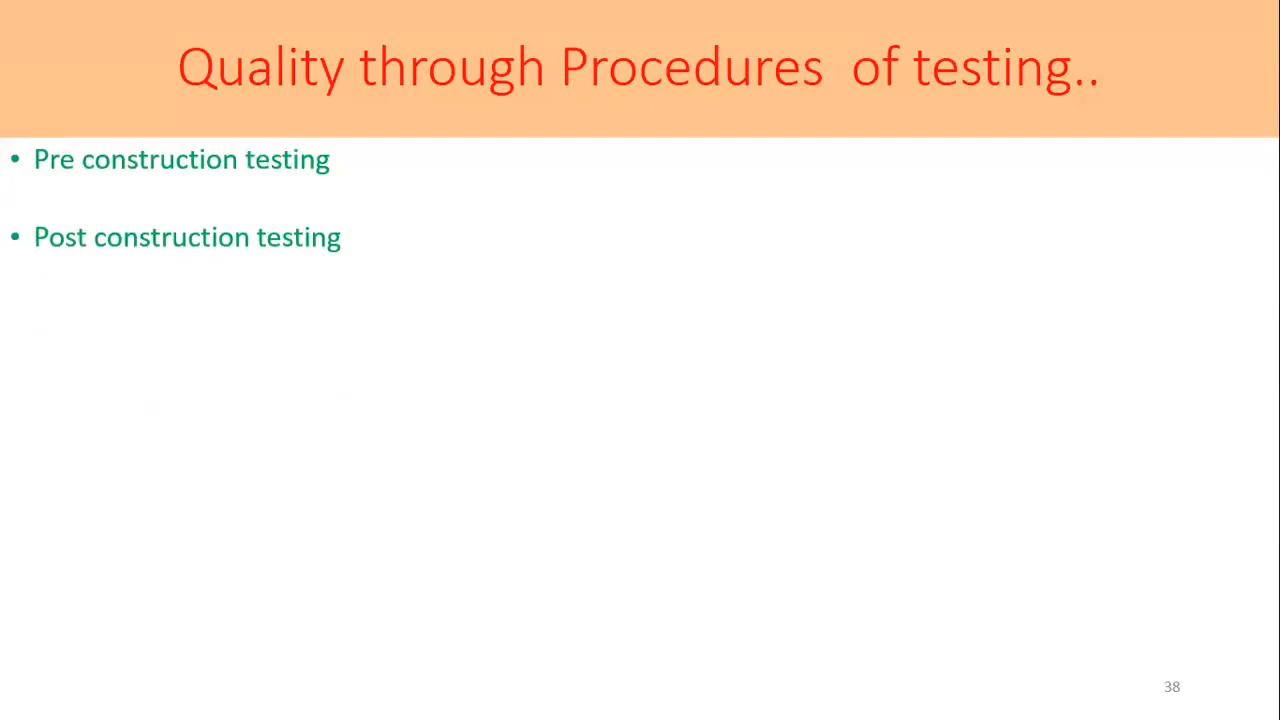 Quality through Procedures  of testing..
• Pre construction testing
• Post construction testing
38